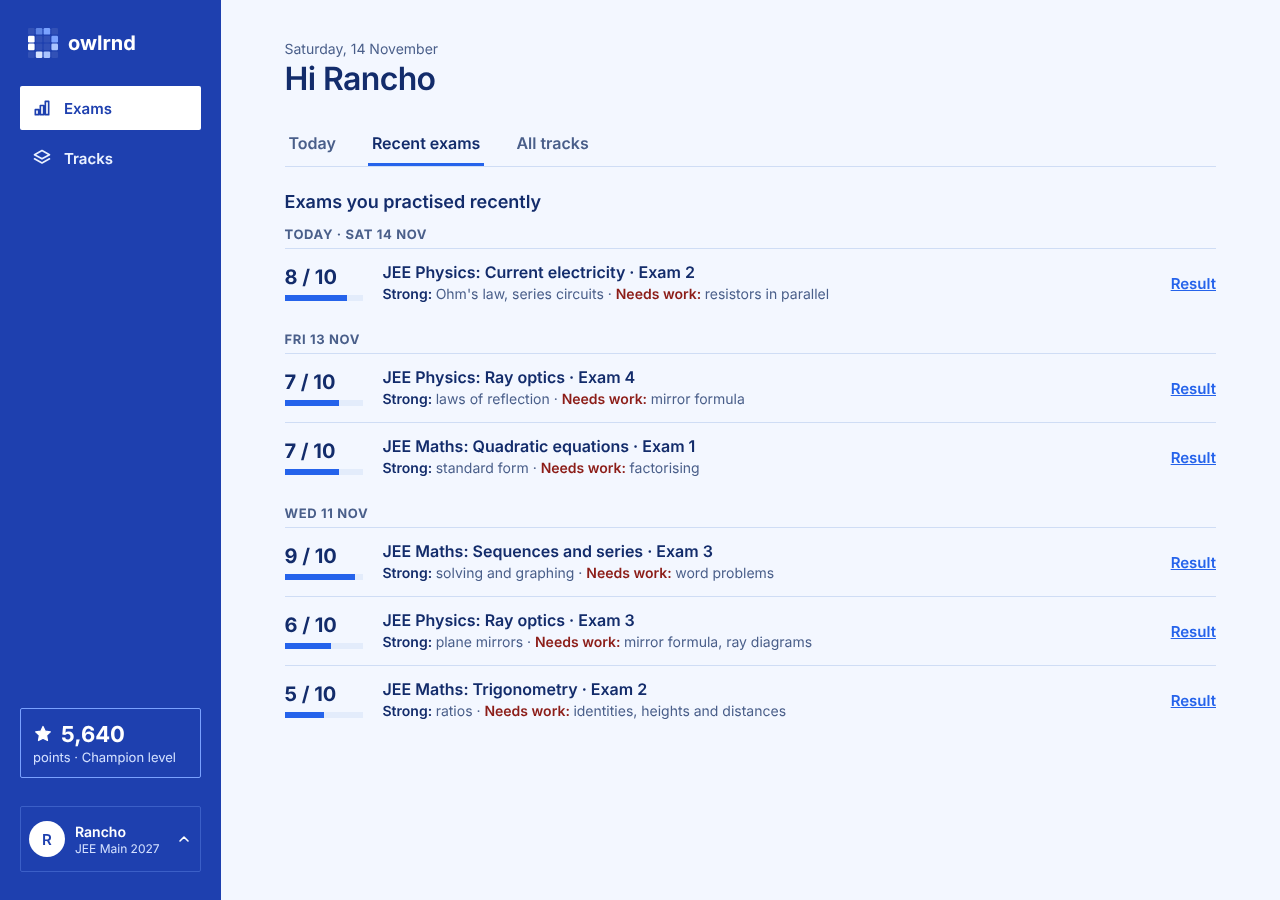 owlrnd
Exams
Tracks
5,640
points · Champion level
R
Rancho
JEE Main 2027
Saturday, 14 November
Hi Rancho
Today Recent exams All tracks
Exams you practised recently
TODAY · SAT 14 NOV
8 / 10
JEE Physics: Current electricity · Exam 2
Strong: Ohm's law, series circuits · Needs work: resistors in parallel
Result
FRI 13 NOV
7 / 10
JEE Physics: Ray optics · Exam 4
Strong: laws of reflection · Needs work: mirror formula
Result
7 / 10
JEE Maths: Quadratic equations · Exam 1
Strong: standard form · Needs work: factorising
Result
WED 11 NOV
9 / 10
JEE Maths: Sequences and series · Exam 3
Strong: solving and graphing · Needs work: word problems
Result
6 / 10
JEE Physics: Ray optics · Exam 3
Strong: plane mirrors · Needs work: mirror formula, ray diagrams
Result
5 / 10
JEE Maths: Trigonometry · Exam 2
Strong: ratios · Needs work: identities, heights and distances
Result